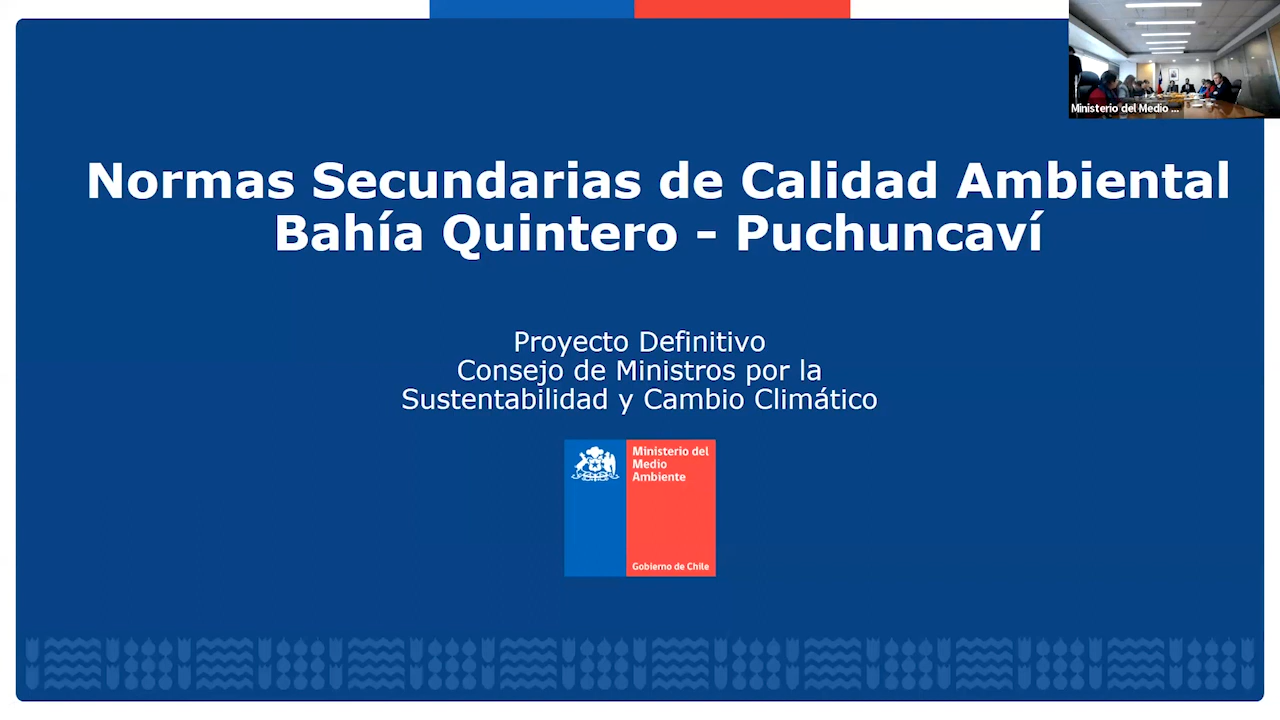 Ministerio del Medio ...
Normas Secundarias de Calidad Ambiental
Bahía Quintero - Puchuncaví
Proyecto Definitivo
Consejo de Ministros por la
Sustentabilidad y Cambio Climático
Ministerio del
Medio
Ambiente
Gobierno de Chile